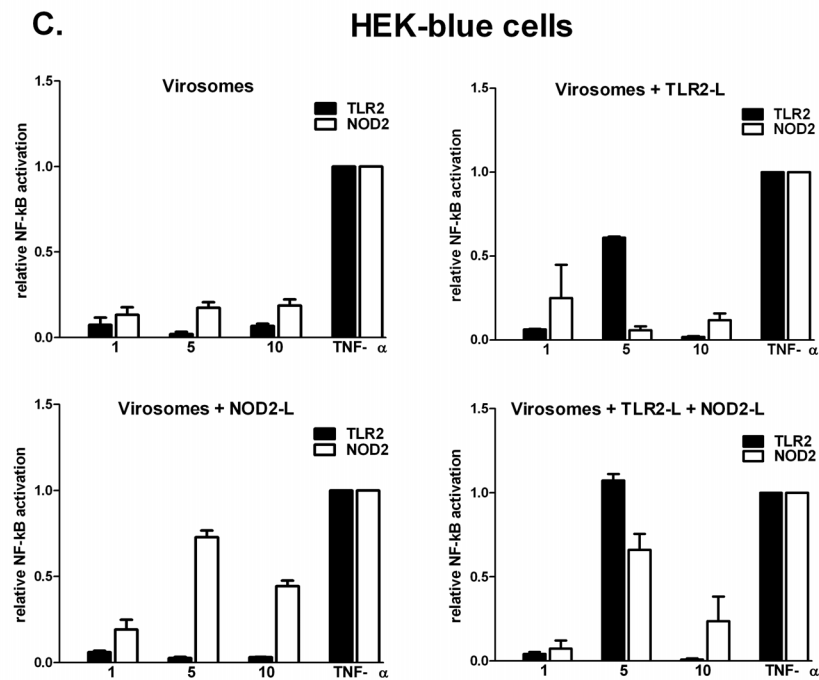 C. HEK-blue cells
Virosomes
TLR2
NOD2
relative NF-kB activation
1.5
1.0
0.5
0.0
1 5 10 TNF- α
Virosomes + TLR2-L
TLR2
NOD2
relative NF-kB activation
1.5
1.0
0.5
0.0
1 5 10 TNF- α
Virosomes + NOD2-L
TLR2
NOD2
relative NF-kB activation
1.5
1.0
0.5
0.0
1 5 10 TNF- α
Virosomes + TLR2-L + NOD2-L
TLR2
NOD2
relative NF-kB activation
1.5
1.0
0.5
0.0
1 5 10 TNF- α